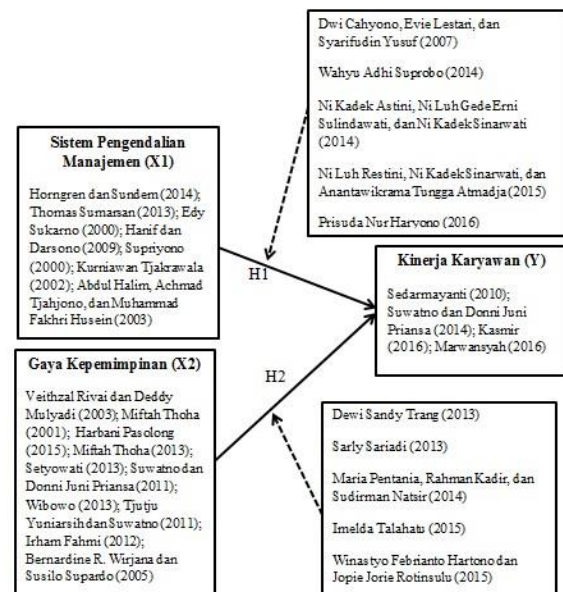 Dwi Cahyono, Evie Lestari, dan
Syarifudin Yusuf (2007)
Wahyu Adhi Suprobo (2014)
Ni Kadek Astini, Ni Luh Gede Erni
Sulindawati, dan Ni Kadek Sinarwati
(2014)
Ni Luh Restini, Ni Kadek Sinarwati, dan
Anantawikrama Tungga Atmadja (2015)
Prisuda Nur Haryono (2016)
Sistem Pengendalian
Manajemen (X1)
Horngren dan Sundem (2014);
Thomas Sumarsan (2013); Edy
Sukarno (2000); Hanif dan
Darsono (2009); Supriyono
(2000); Kurniawan Tjakrawala
(2002); Abdul Halim, Achmad
Tjahjono, dan Muhammad
Fakhri Husein (2003)
H1
Kinerja Karyawan (Y)
Sedarmayanti (2010);
Suwatno dan Donni Juni
Priansa (2014); Kasmir
(2016); Marwansyah (2016)
Gaya Kepemimpinan (X2)
Veithzal Rivai dan Deddy
Mulyadi (2003); Miftah Thoha
(2001); Harbani Pasolong
(2015); Miftah Thoha (2013);
Setyowati (2013); Suwatno dan
Donni Juni Priansa (2011);
Wibowo (2013); Tjutju
Yuniarsih dan Suwatno (2011);
Irham Fahmi (2012);
Bernardine R. Wirjana dan
Susilo Supardo (2005)
H2
Dewi Sandy Trang (2013)
Sarly Sariadi (2013)
Maria Pentania, Rahman Kadir, dan
Sudirman Natsir (2014)
Imelda Talahatu (2015)
Winastyo Febrianto Hartono dan
Jopie Jorie Rotinsulu (2015)